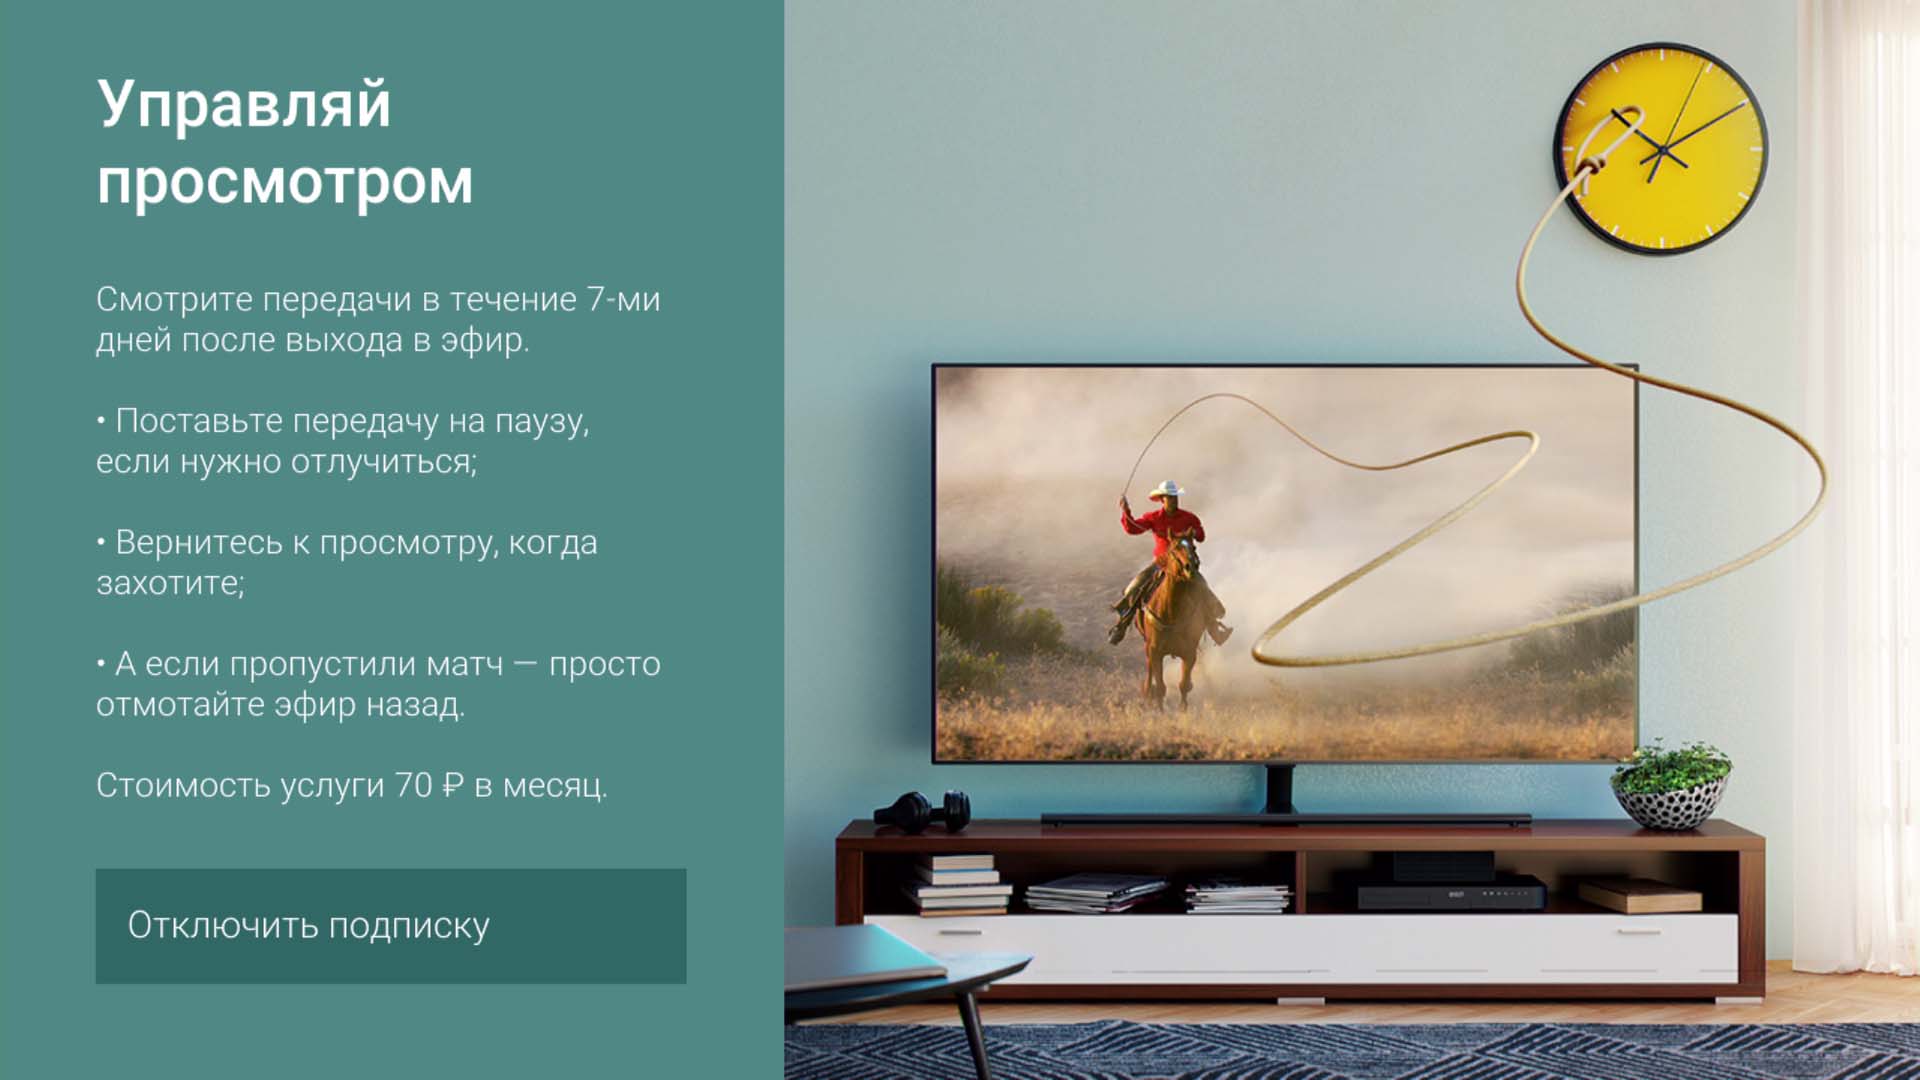 Управляй
просмотром
Смотрите передачи в течение 7-ми
дней после выхода в эфир.
• Поставьте передачу на паузу,
если нужно отлучиться;
• Вернитесь к просмотру, когда
захотите;
• А если пропустили матч — просто
отмотайте эфир назад.
Стоимость услуги 70 ₽ в месяц.
Отключить подписку